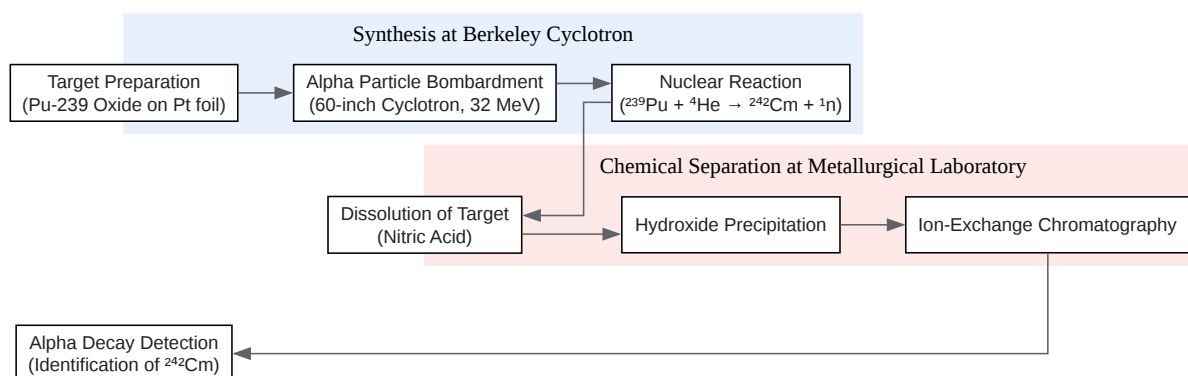 Synthesis at Berkeley Cyclotron
Target Preparation
(Pu-239 Oxide on Pt foil)
Alpha Particle Bombardment
(60-inch Cyclotron, 32 MeV)
Nuclear Reaction
(²³⁹Pu + ⁴He → ²⁴²Cm + ¹n)
Chemical Separation at Metallurgical Laboratory
Dissolution of Target
(Nitric Acid)
Hydroxide Precipitation
Ion-Exchange Chromatography
Alpha Decay Detection
(Identification of ²⁴²Cm)